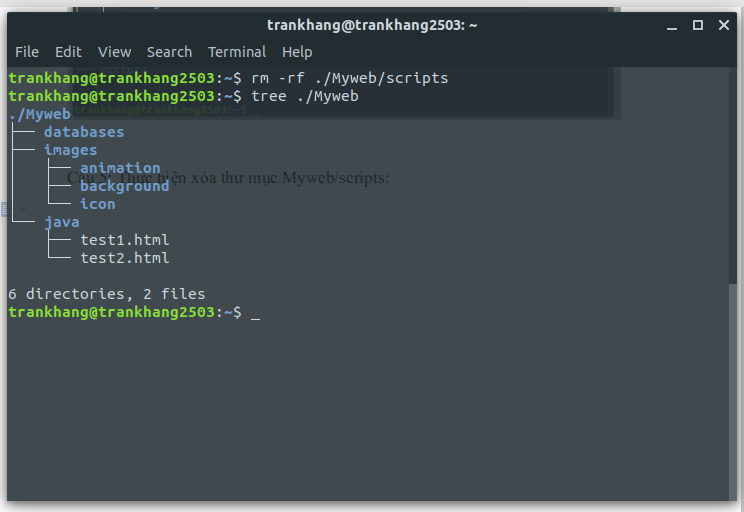 trankhang@trankhang2503: ~
File Edit View Search Terminal Help
trankhang@trankhang2503:~$ rm -rf ./Myweb/scripts
trankhang@trankhang2503:~$ tree ./Myweb
trankhang@trankhang2503:~$ _
./Myweb
├── databases
├── images
│   ├── animation
Câu 5: Thực hiện xóa thư mục Myweb/scripts:
│   ├── background
│   └── icon
└── java
    ├── test1.html
    └── test2.html
6 directories, 2 files
trankhang@trankhang2503:~$ _